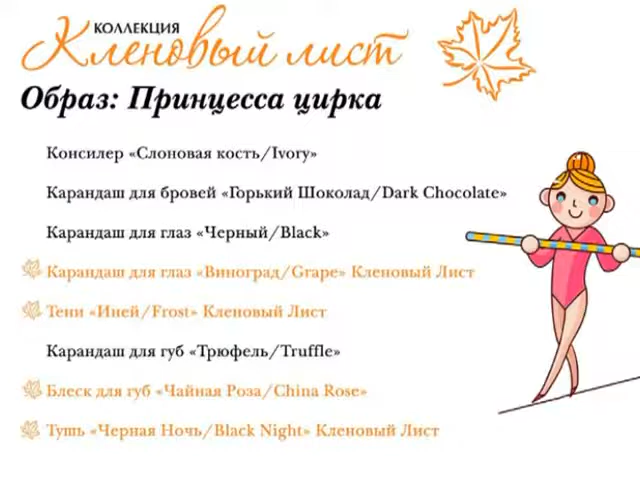 КОЛЛЕКЦИЯ
Кленовый лист
Образ: Принцесса цирка
Консилер «Слоновая кость/Ivory»
Карандаш для бровей «Горький Шоколад/Dark Chocolate»
Карандаш для глаз «Черный/Black»
Карандаш для глаз «Виноград/Grape» Кленовый Лист
Тени «Иней/Frost» Кленовый Лист
Карандаш для губ «Трюфель/Truffle»
Блеск для губ «Чайная Роза/China Rose»
Тушь «Черная Ночь/Black Night» Кленовый Лист